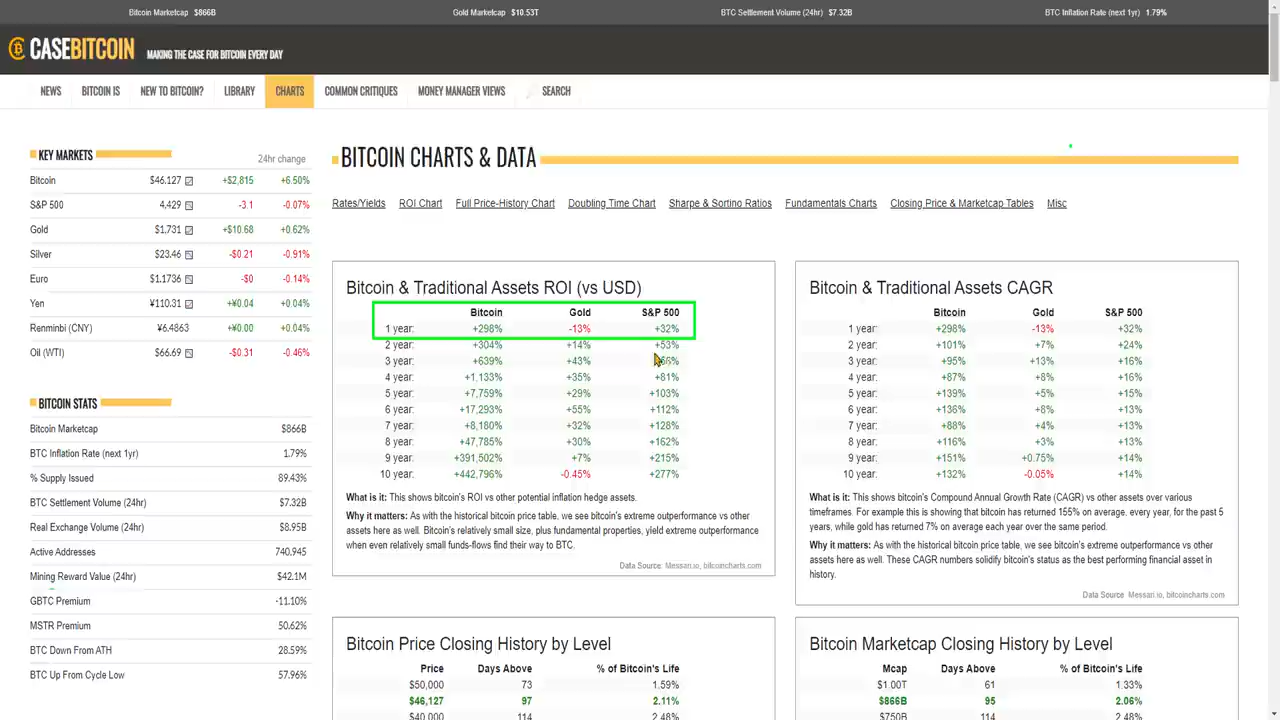 Bitcoin Marketcap $866B Gold Marketcap $10.53T BTC Settlement Volume (24hr) $7.32B BTC Inflation Rate (next 1yr) 1.79%
CASEBITCOIN MAKING THE CASE FOR BITCOIN EVERY DAY
NEWS BITCOIN IS NEW TO BITCOIN? LIBRARY CHARTS COMMON CRITIQUES MONEY MANAGER VIEWS SEARCH
KEY MARKETS 24hr change
Bitcoin $46.127 +$2,815 +6.50%
S&P 500 4,429 -3.1 -0.07%
Gold $1.731 +$10.68 +0.62%
Silver $23.46 -$0.21 -0.91%
Euro $1.1736 -$0 -0.14%
Yen ¥110.31 +¥0.04 +0.04%
Renminbi (CNY) ¥6.4863 +¥0.00 +0.04%
Oil (WTI) $66.69 -$0.31 -0.46%
BITCOIN STATS
Bitcoin Marketcap $866B
BTC Inflation Rate (next 1yr) 1.79%
% Supply Issued 89.43%
BTC Settlement Volume (24hr) $7.32B
Real Exchange Volume (24hr) $8.95B
Active Addresses 740.945
Mining Reward Value (24hr) $42.1M
GBTC Premium -11.10%
MSTR Premium 50.62%
BTC Down From ATH 28.59%
BTC Up From Cycle Low 57.96%
BITCOIN CHARTS & DATA
Rates/Yields ROI Chart Full Price-History Chart Doubling Time Chart Sharpe & Sortino Ratios Fundamentals Charts Closing Price & Marketcap Tables Misc
Bitcoin & Traditional Assets ROI (vs USD)
Bitcoin Gold S&P 500
1 year: +298% -13% +32%
2 year: +304% +14% +53%
3 year: +639% +43%
4 year: +1,133% +35% +81%
5 year: +7,759% +29% +103%
6 year: +17,293% +55% +112%
7 year: +8,180% +32% +128%
8 year: +47,785% +30% +162%
9 year: +391,502% +7% +215%
10 year: +442,796% -0.45% +277%
What is it: This shows bitcoin's ROI vs other potential inflation hedge assets.
Why it matters: As with the historical bitcoin price table, we see bitcoin's extreme outperformance vs other
assets here as well. Bitcoin's relatively small size, plus fundamental properties, yield extreme outperformance
when even relatively small funds-flows find their way to BTC.
Data Source: Messari.io, bitcoincharts.com
Bitcoin & Traditional Assets CAGR
Bitcoin Gold S&P 500
1 year: +298% -13% +32%
2 year: +101% +7% +24%
3 year: +95% +13% +16%
4 year: +87% +8% +16%
5 year: +139% +5% +15%
6 year: +136% +8% +13%
7 year: +88% +4% +13%
8 year: +116% +3% +13%
9 year: +151% +0.75% +14%
10 year: +132% -0.05% +14%
What is it: This shows bitcoin's Compound Annual Growth Rate (CAGR) vs other assets over various
timeframes. For example this is showing that bitcoin has returned 155% on average, every year, for the past 5
years, while gold has returned 7% on average each year over the same period.
Why it matters: As with the historical bitcoin price table, we see bitcoin's extreme outperformance vs other
assets here as well. These CAGR numbers solidify bitcoin's status as the best performing financial asset in
history.
Data Source Messari.io, bitcoincharts.com
Bitcoin Price Closing History by Level
Price Days Above % of Bitcoin's Life
$50,000 73 1.59%
$46,127 97 2.11%
$40,000 114 2.48%
Bitcoin Marketcap Closing History by Level
Mcap Days Above % of Bitcoin's Life
$1.00T 61 1.33%
$866B 95 2.06%
$750B 114 2.48%